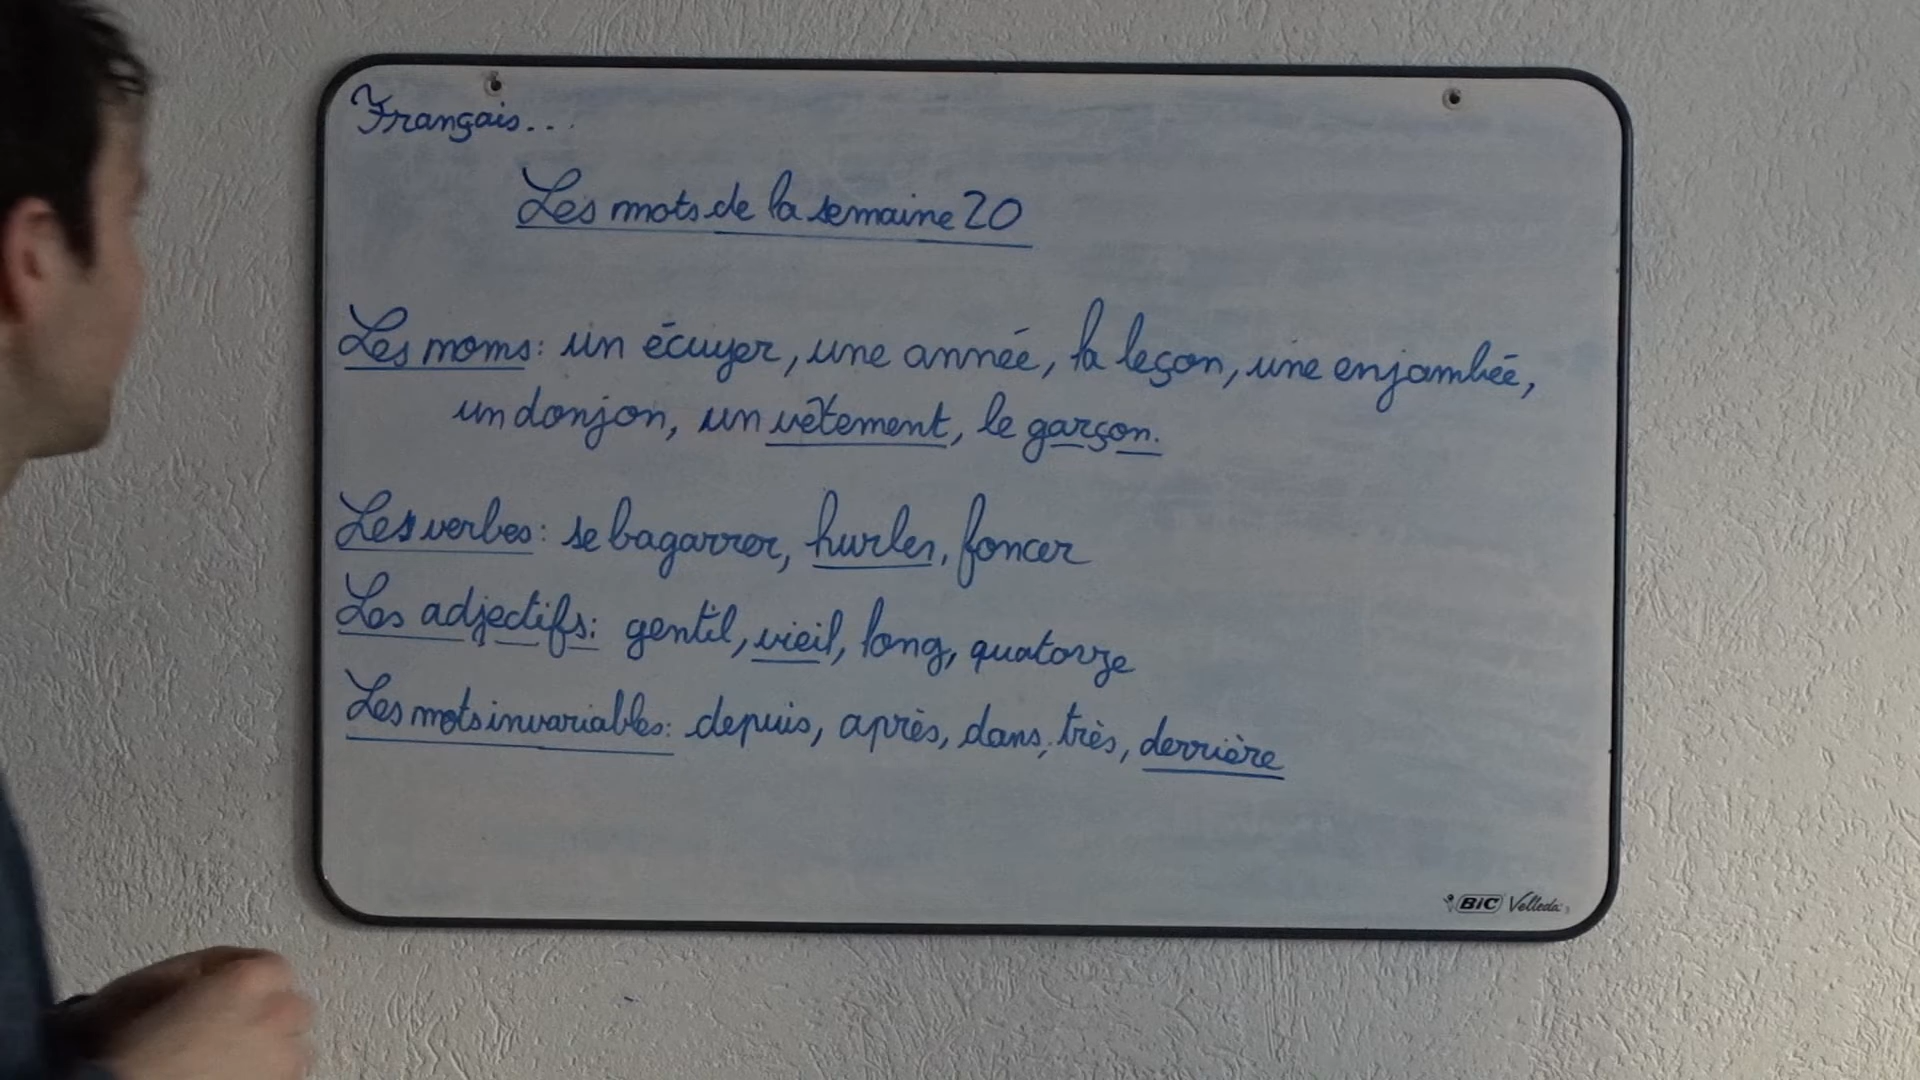 Français...
Les mots de la semaine 20
Les noms: un écuyer, une année, la leçon, une enjambée,
un donjon, un vêtement, le garçon.
Les verbes: se bagarrer, hurler, foncer
Les adjectifs: gentil, vieil, long, quatorze
Les mots invariables: depuis, après, dans, très, derrière
BIC Velleda